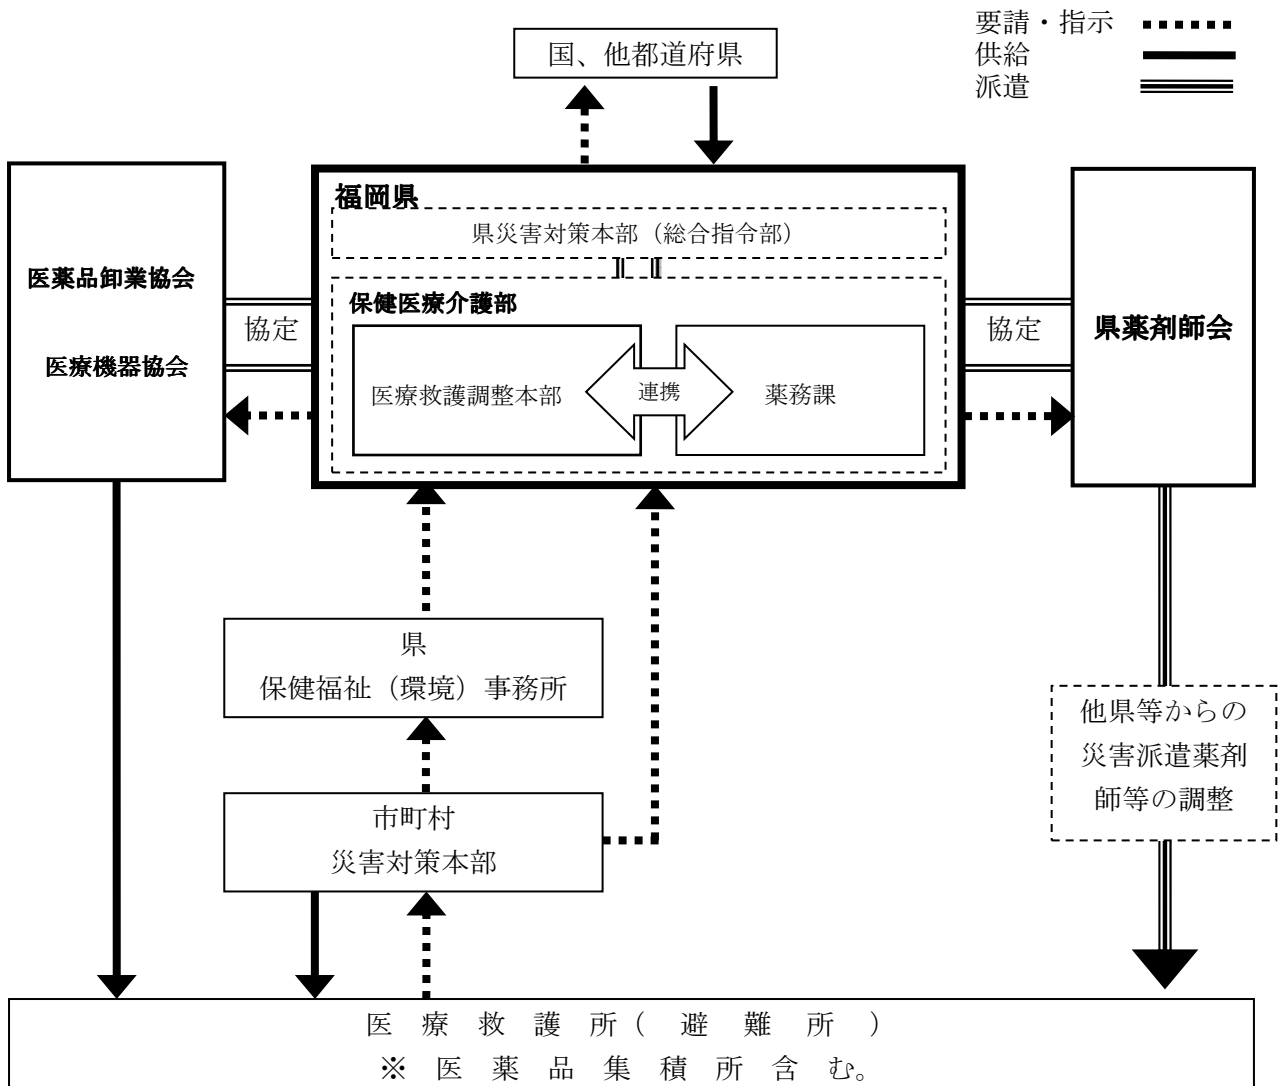 要請・指示
供給
派遣
国、他都道府県
福岡県
県災害対策本部（総合指令部）
保健医療介護部
医療救護調整本部
連携
薬務課
医薬品卸業協会
医療機器協会
協定
協定
県薬剤師会
県
保健福祉（環境）事務所
市町村
災害対策本部
他県等からの
災害派遣薬剤
師等の調整
医療救護所（避難所）
※医薬品集積所含む。